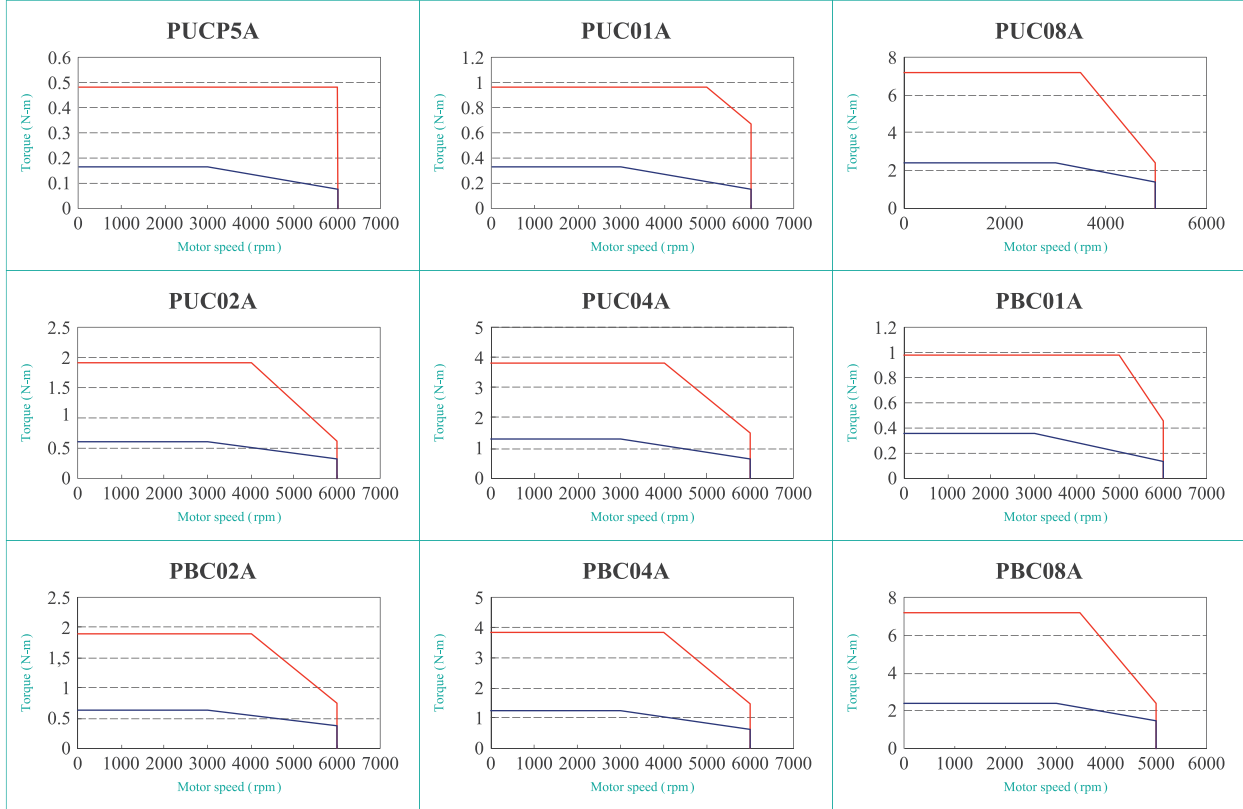 PUCP5A
Torque ( N-m )
0.6
0.5
0.4
0.3
0.2
0.1
0
0 1000 2000 3000 4000 5000 6000 7000
Motor speed ( rpm )
PUC01A
Torque ( N-m )
1.2
1
0.8
0.6
0.4
0.2
0
0 1000 2000 3000 4000 5000 6000 7000
Motor speed ( rpm )
PUC08A
Torque ( N-m )
8
6
4
2
0
0 2000 4000 6000
Motor speed ( rpm )
PUC02A
Torque ( N-m )
2.5
2
1.5
1
0.5
0
0 1000 2000 3000 4000 5000 6000 7000
Motor speed ( rpm )
PUC04A
Torque ( N-m )
5
4
3
2
1
0
0 1000 2000 3000 4000 5000 6000 7000
Motor speed ( rpm )
PBC01A
Torque ( N-m )
1.2
1
0.8
0.6
0.4
0.2
0
0 1000 2000 3000 4000 5000 6000 7000
Motor speed ( rpm )
PBC02A
Torque ( N-m )
2.5
2
1.5
1
0.5
0
0 1000 2000 3000 4000 5000 6000 7000
Motor speed ( rpm )
PBC04A
Torque ( N-m )
5
4
3
2
1
0
0 1000 2000 3000 4000 5000 6000 7000
Motor speed ( rpm )
PBC08A
Torque ( N-m )
8
6
4
2
0
0 1000 2000 3000 4000 5000 6000
Motor speed ( rpm )